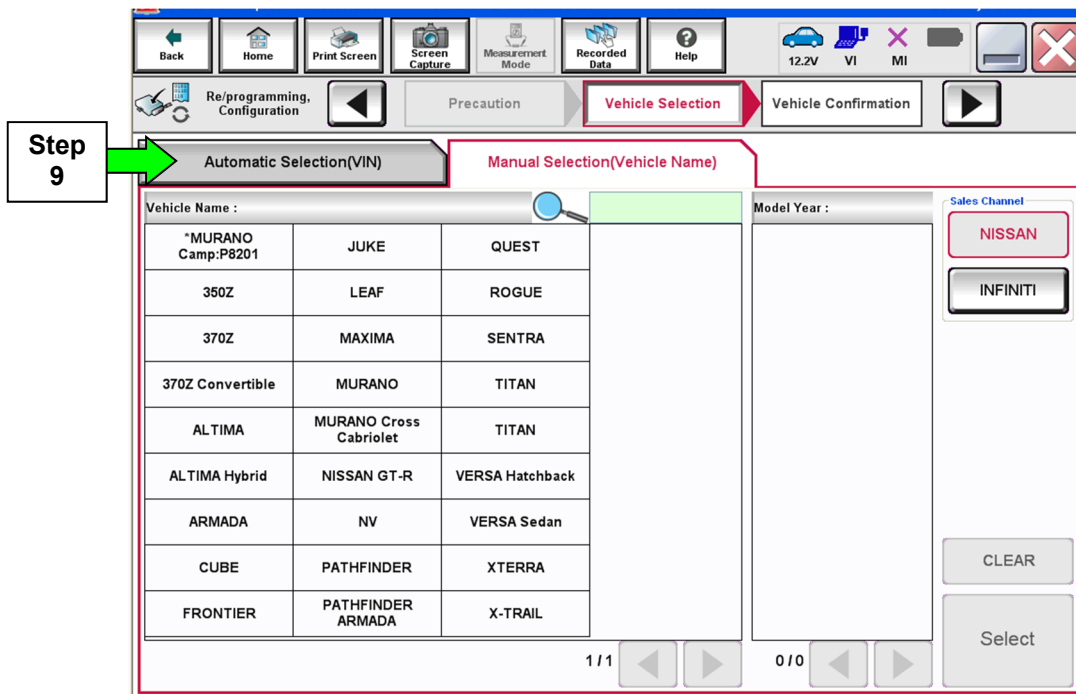 Back
Home
Print Screen
Screen
Capture
Measurement
Mode
Recorded
Data
Help
12.2V
VI
MI
Re/programming,
Configuration
Precaution
Vehicle Selection
Vehicle Confirmation
Step
9
Automatic Selection(VIN)
Manual Selection(Vehicle Name)
Vehicle Name :
Model Year :
Sales Channel
NISSAN
INFINITI
*MURANO
Camp:P8201
JUKE
QUEST
350Z
LEAF
ROGUE
370Z
MAXIMA
SENTRA
370Z Convertible
MURANO
TITAN
ALTIMA
MURANO Cross
Cabriolet
TITAN
ALTIMA Hybrid
NISSAN GT-R
VERSA Hatchback
ARMADA
NV
VERSA Sedan
CUBE
PATHFINDER
XTERRA
FRONTIER
PATHFINDER
ARMADA
X-TRAIL
CLEAR
Select
1/1
0/0